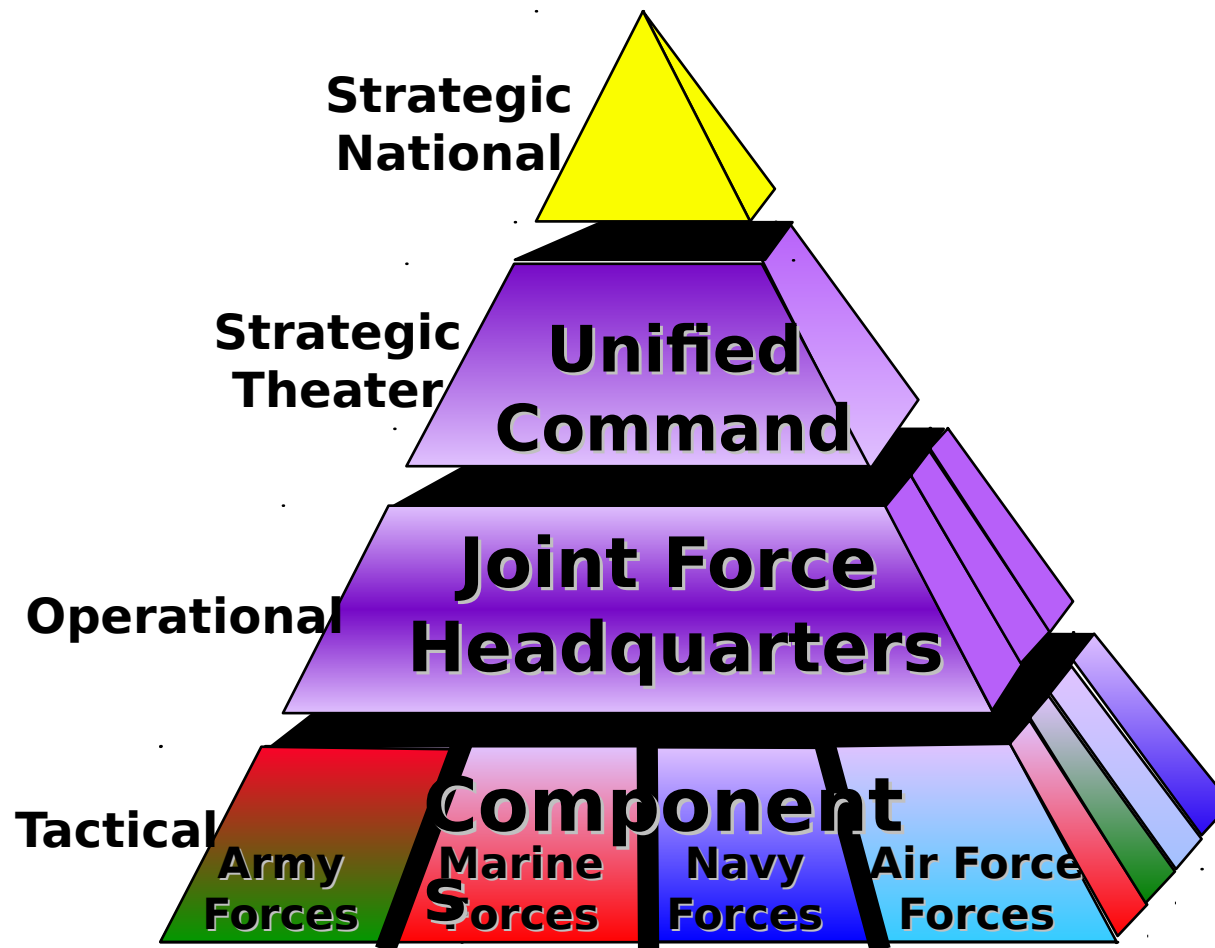 Strategic
National
Strategic
Theater
Unified
Command
Operational
Joint Force
Headquarters
Tactical
Component
s
Army
Forces
Marine
Forces
Navy
Forces
Air Force
Forces